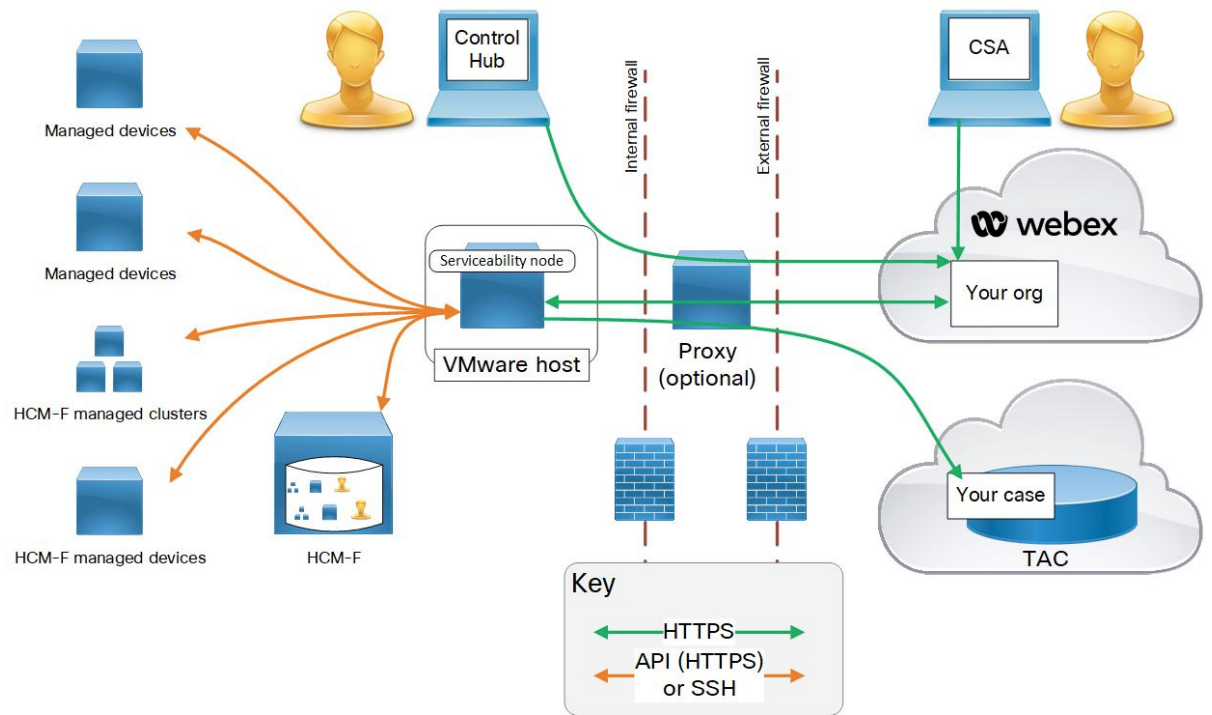 Control
Hub
CSA
Internal firewall
External firewall
Managed devices
Managed devices
webex
Serviceability node
Your org
VMware host
Proxy
(optional)
HCM-F managed clusters
HCM-F managed devices
HCM-F
Your case
TAC
Key
HTTPS
API (HTTPS)
or SSH